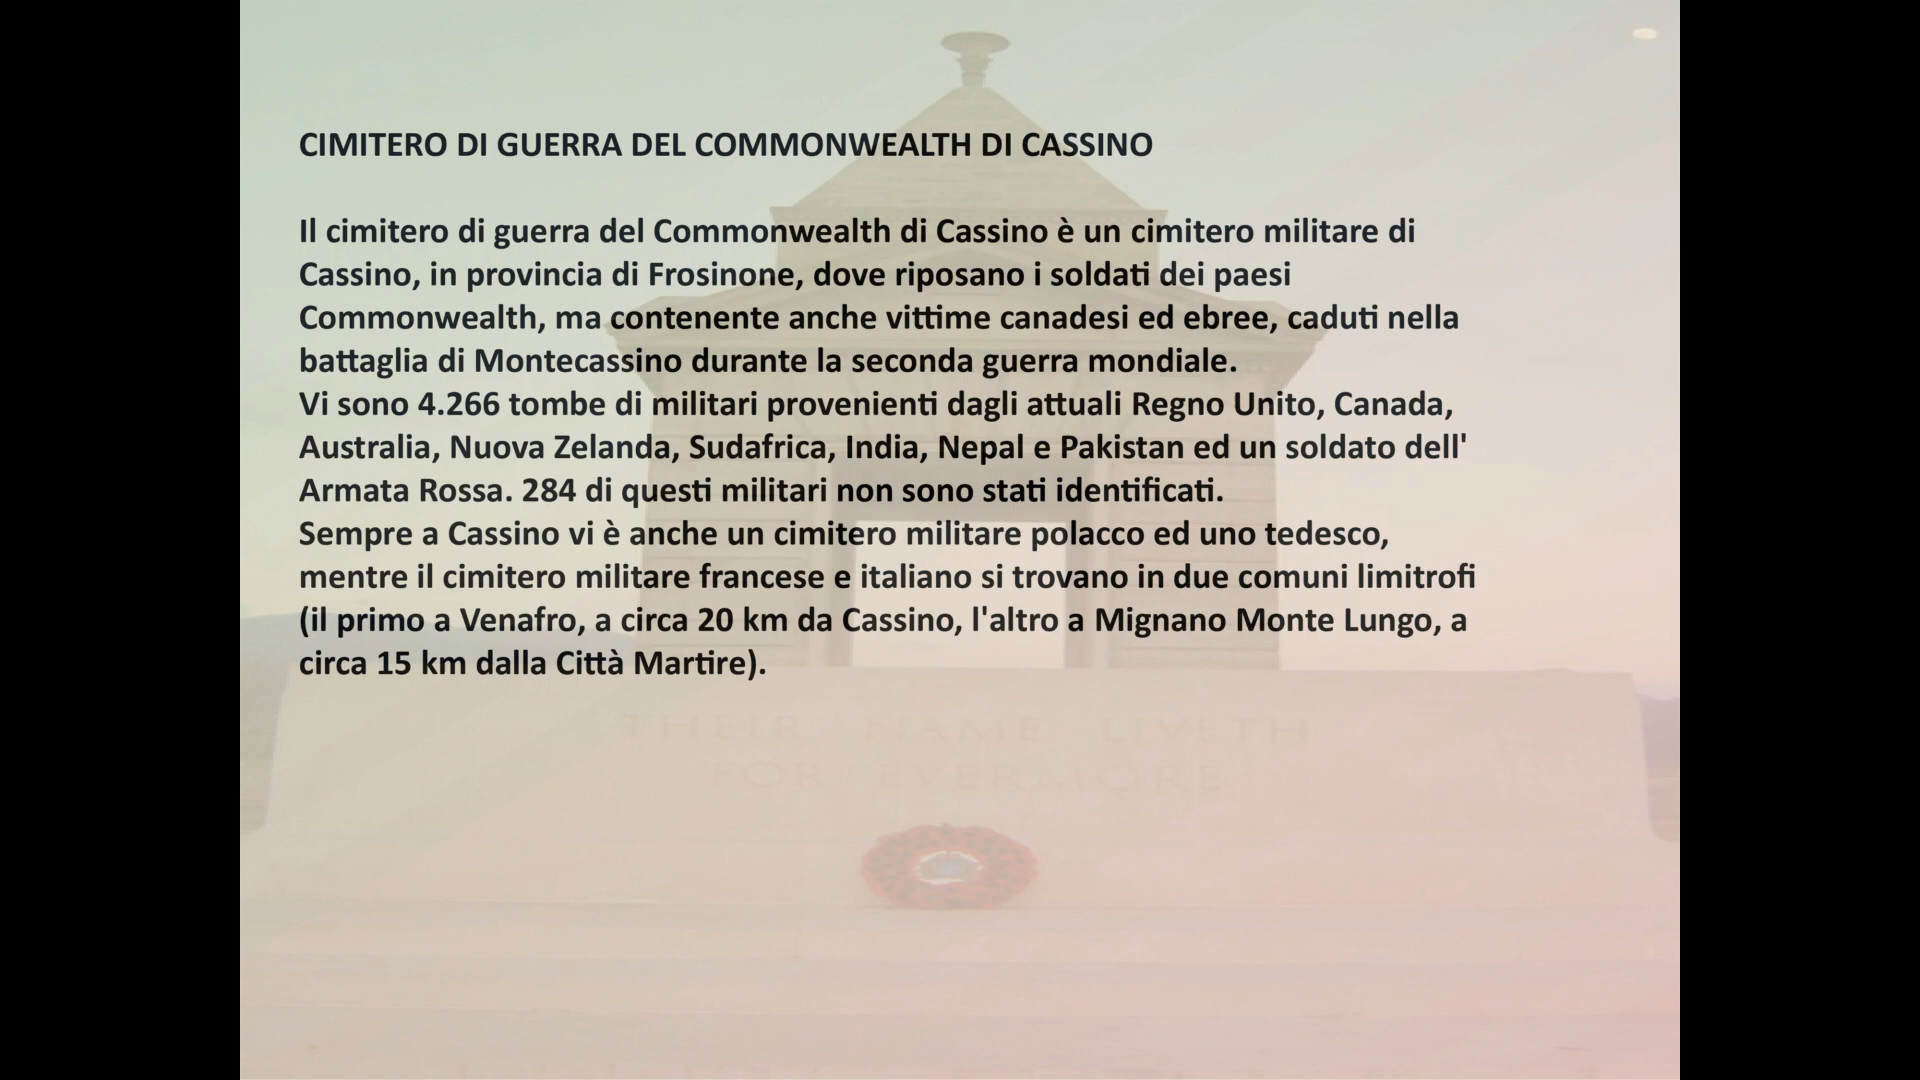 CIMITERO DI GUERRA DEL COMMONWEALTH DI CASSINO
Il cimitero di guerra del Commonwealth di Cassino è un cimitero militare di
Cassino, in provincia di Frosinone, dove riposano i soldati dei paesi
Commonwealth, ma contenente anche vittime canadesi ed ebree, caduti nella
battaglia di Montecassino durante la seconda guerra mondiale.
Vi sono 4.266 tombe di militari provenienti dagli attuali Regno Unito, Canada,
Australia, Nuova Zelanda, Sudafrica, India, Nepal e Pakistan ed un soldato dell'
Armata Rossa. 284 di questi militari non sono stati identificati.
Sempre a Cassino vi è anche un cimitero militare polacco ed uno tedesco,
mentre il cimitero militare francese e italiano si trovano in due comuni limitrofi
(il primo a Venafro, a circa 20 km da Cassino, l'altro a Mignano Monte Lungo, a
circa 15 km dalla Città Martire).
THEIR NAME LIVETH
FOR EVERMORE